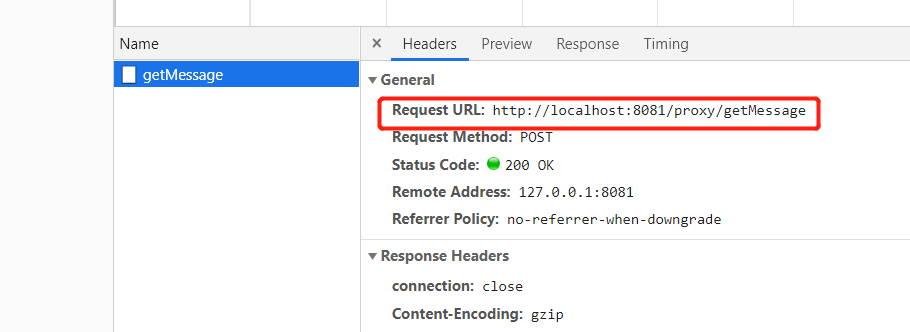 Name
× Headers Preview Response Timing
getMessage
General
Request URL: http://localhost:8081/proxy/getMessage
Request Method: POST
Status Code: 200 OK
Remote Address: 127.0.0.1:8081
Referrer Policy: no-referrer-when-downgrade
Response Headers
connection: close
Content-Encoding: gzip